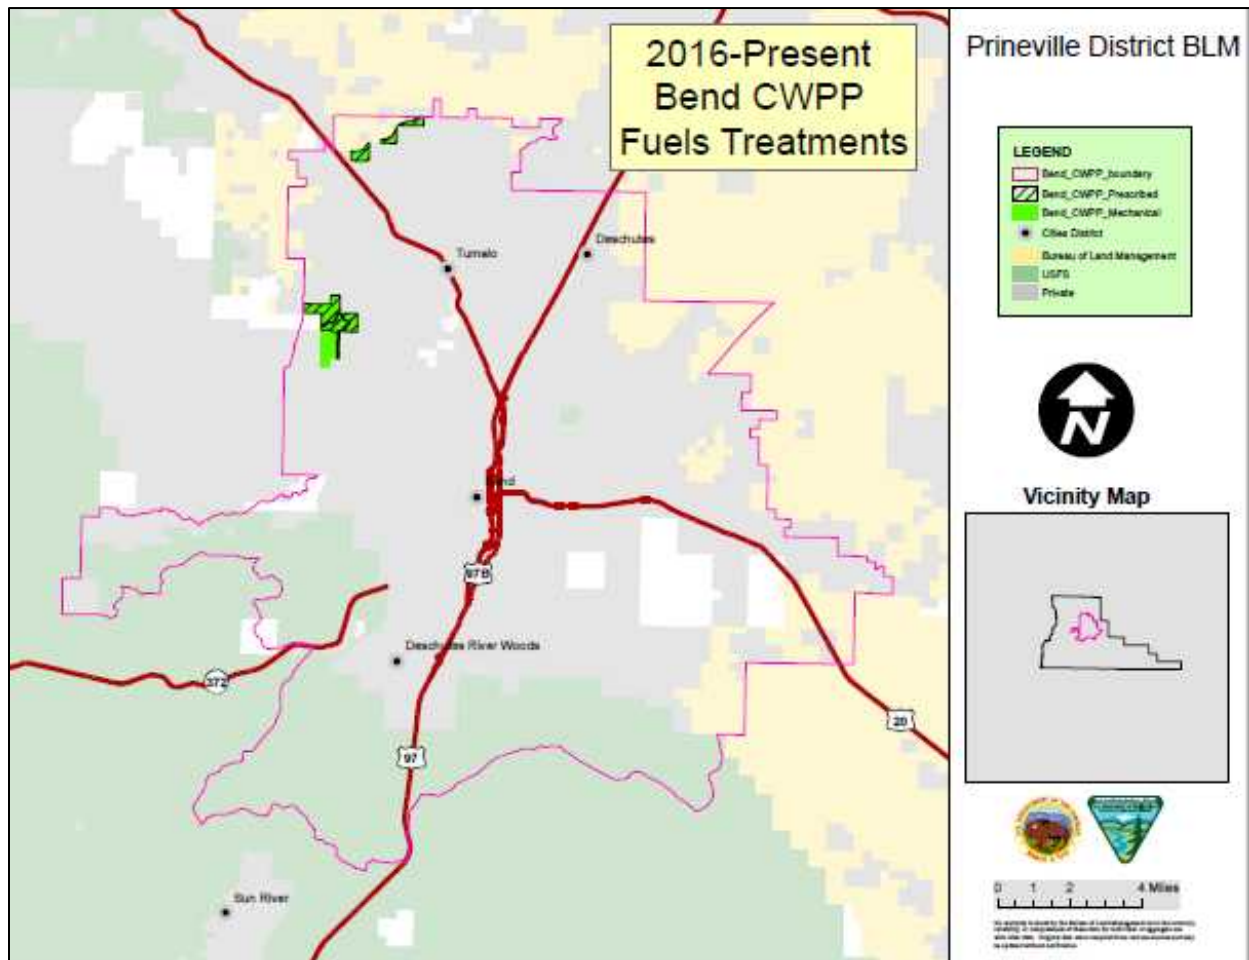 2016-Present
Bend CWPP
Fuels Treatments
Prineville District BLM
LEGEND
Bend_CWPP_boundary
Bend_CWPP_Prescribed
Bend_CWPP_Mechanical
Cities District
Bureau of Land Management
USFS
Private
N
Vicinity Map
Tumalo
Deschutes
Bend
97B
Deschutes River Woods
372
20
97
Sun River
0 1 2 4 Miles